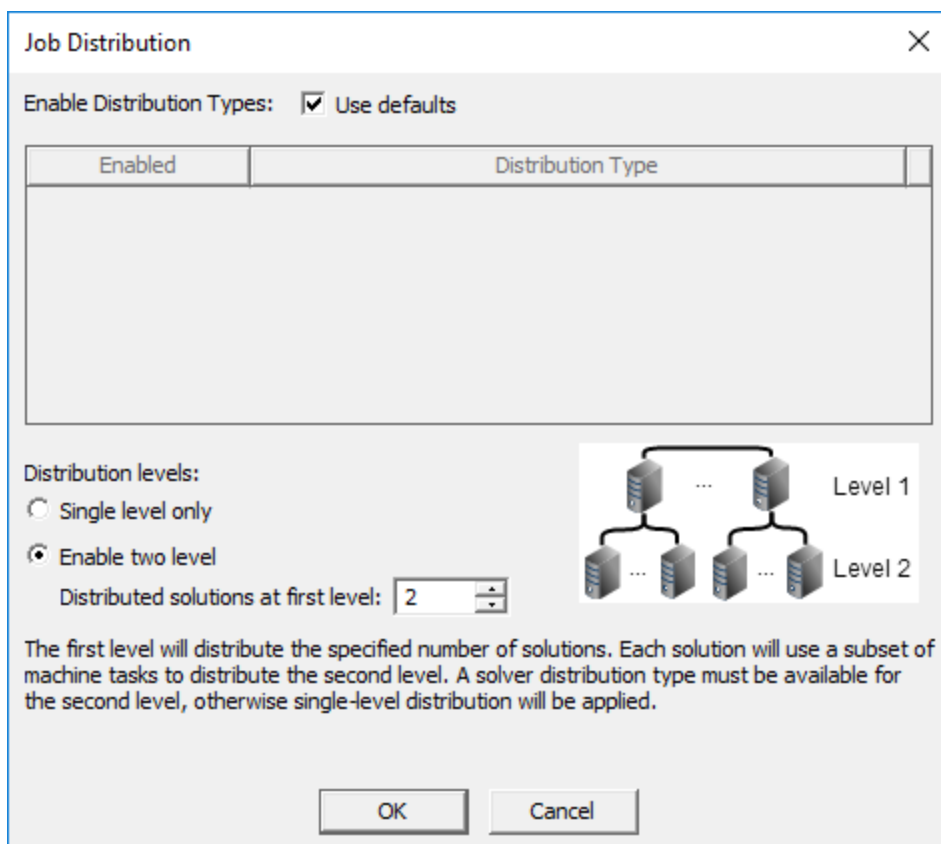 Job Distribution
Enable Distribution Types: Use defaults
Enabled Distribution Type
Distribution levels:
Single level only
Enable two level
Distributed solutions at first level: 2
... Level 1
... ... Level 2
The first level will distribute the specified number of solutions. Each solution will use a subset of
machine tasks to distribute the second level. A solver distribution type must be available for
the second level, otherwise single-level distribution will be applied.
OK Cancel